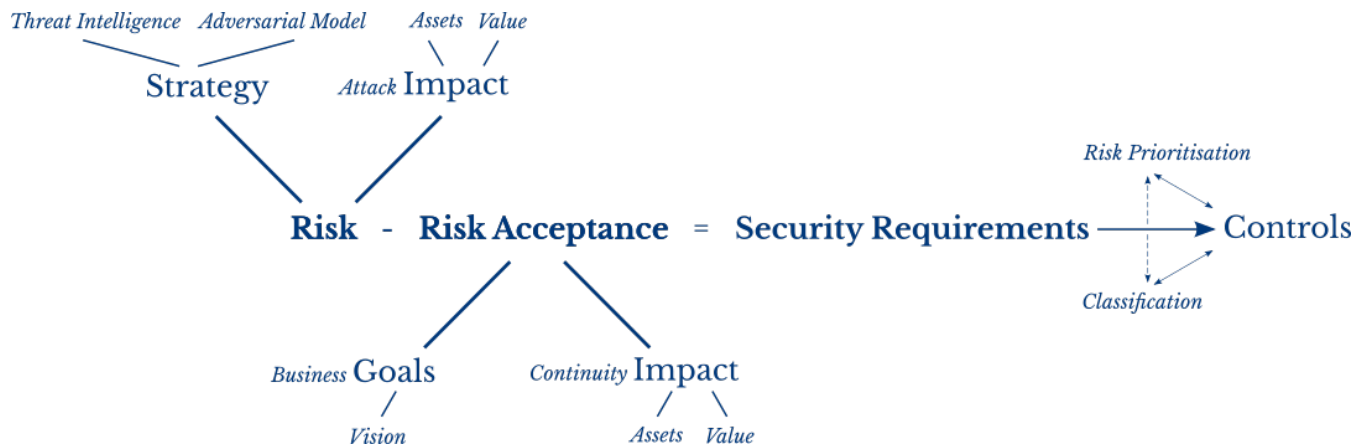 Threat Intelligence Adversarial Model Assets Value
Strategy Attack Impact
Risk Prioritisation
Risk - Risk Acceptance = Security Requirements Controls
Classification
Business Goals Continuity Impact
Vision Assets Value